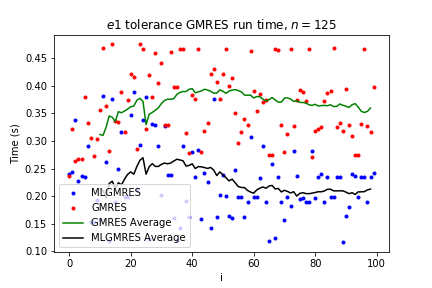 e1 tolerance GMRES run time, n = 125
Time (s)
0.45
0.40
0.35
0.30
0.25
0.20
0.15
0.10
MLGMRES
GMRES
GMRES Average
MLGMRES Average
0 20 40 60 80 100
i